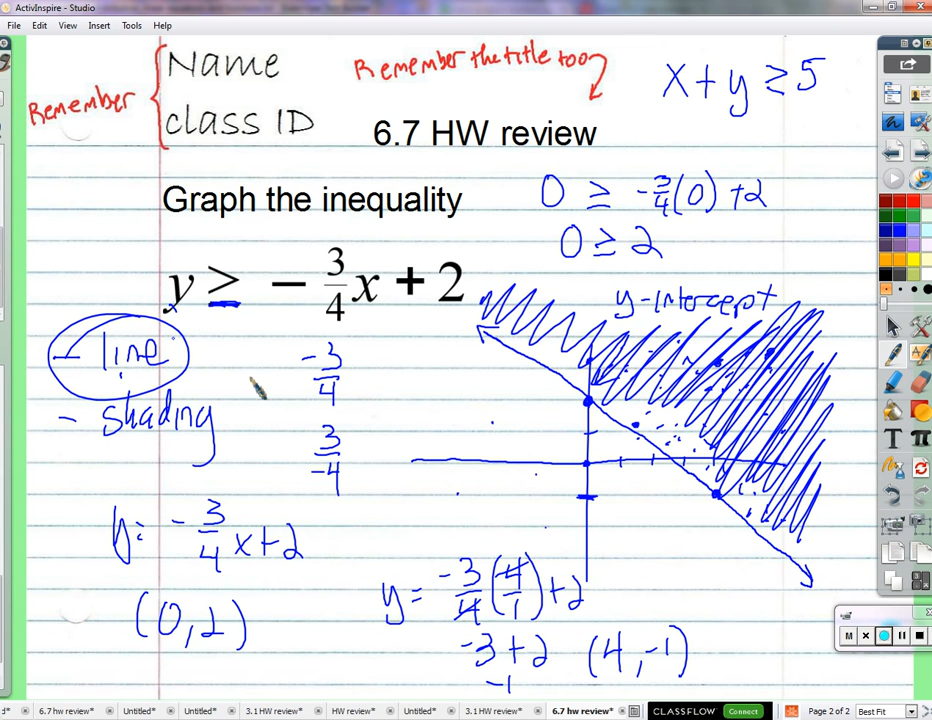 ActivInspire - Studio
File Edit View Insert Tools Help
Remember
Name
class ID
Remember the title too
x + y ≥ 5
6.7 HW review
Graph the inequality
0 ≥ -3/4(0) + 2
0 ≥ 2
y ≥ − 3/4 x + 2
y-intercept
- line
- shading
-3/4
3/-4
y = -3/4 x + 2
(0, 2)
y = -3/4 (4/1) + 2
-3 + 2 (4, -1)
-1
M
d* 6.7 hw review* Untitled* Untitled* 3.1 HW review* HW review* Untitled* 3.1 HW review* 6.7 hw review* CLASSFLOW Connect Page 2 of 2 Best Fit